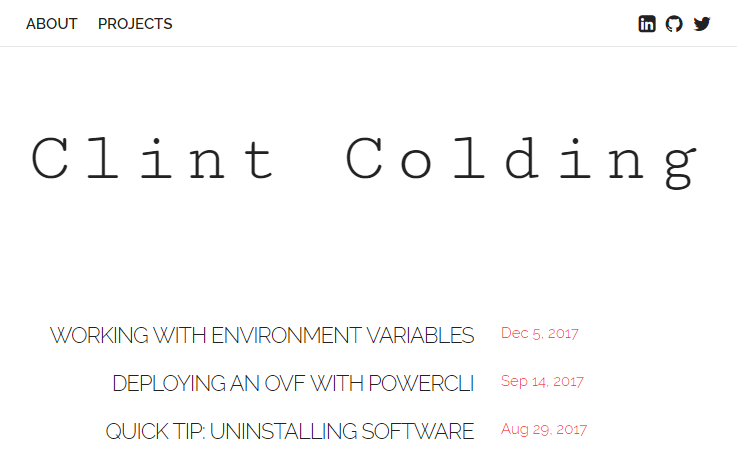 ABOUT PROJECTS
Clint Colding
WORKING WITH ENVIRONMENT VARIABLES Dec 5, 2017
DEPLOYING AN OVF WITH POWERCLI Sep 14, 2017
QUICK TIP: UNINSTALLING SOFTWARE Aug 29, 2017